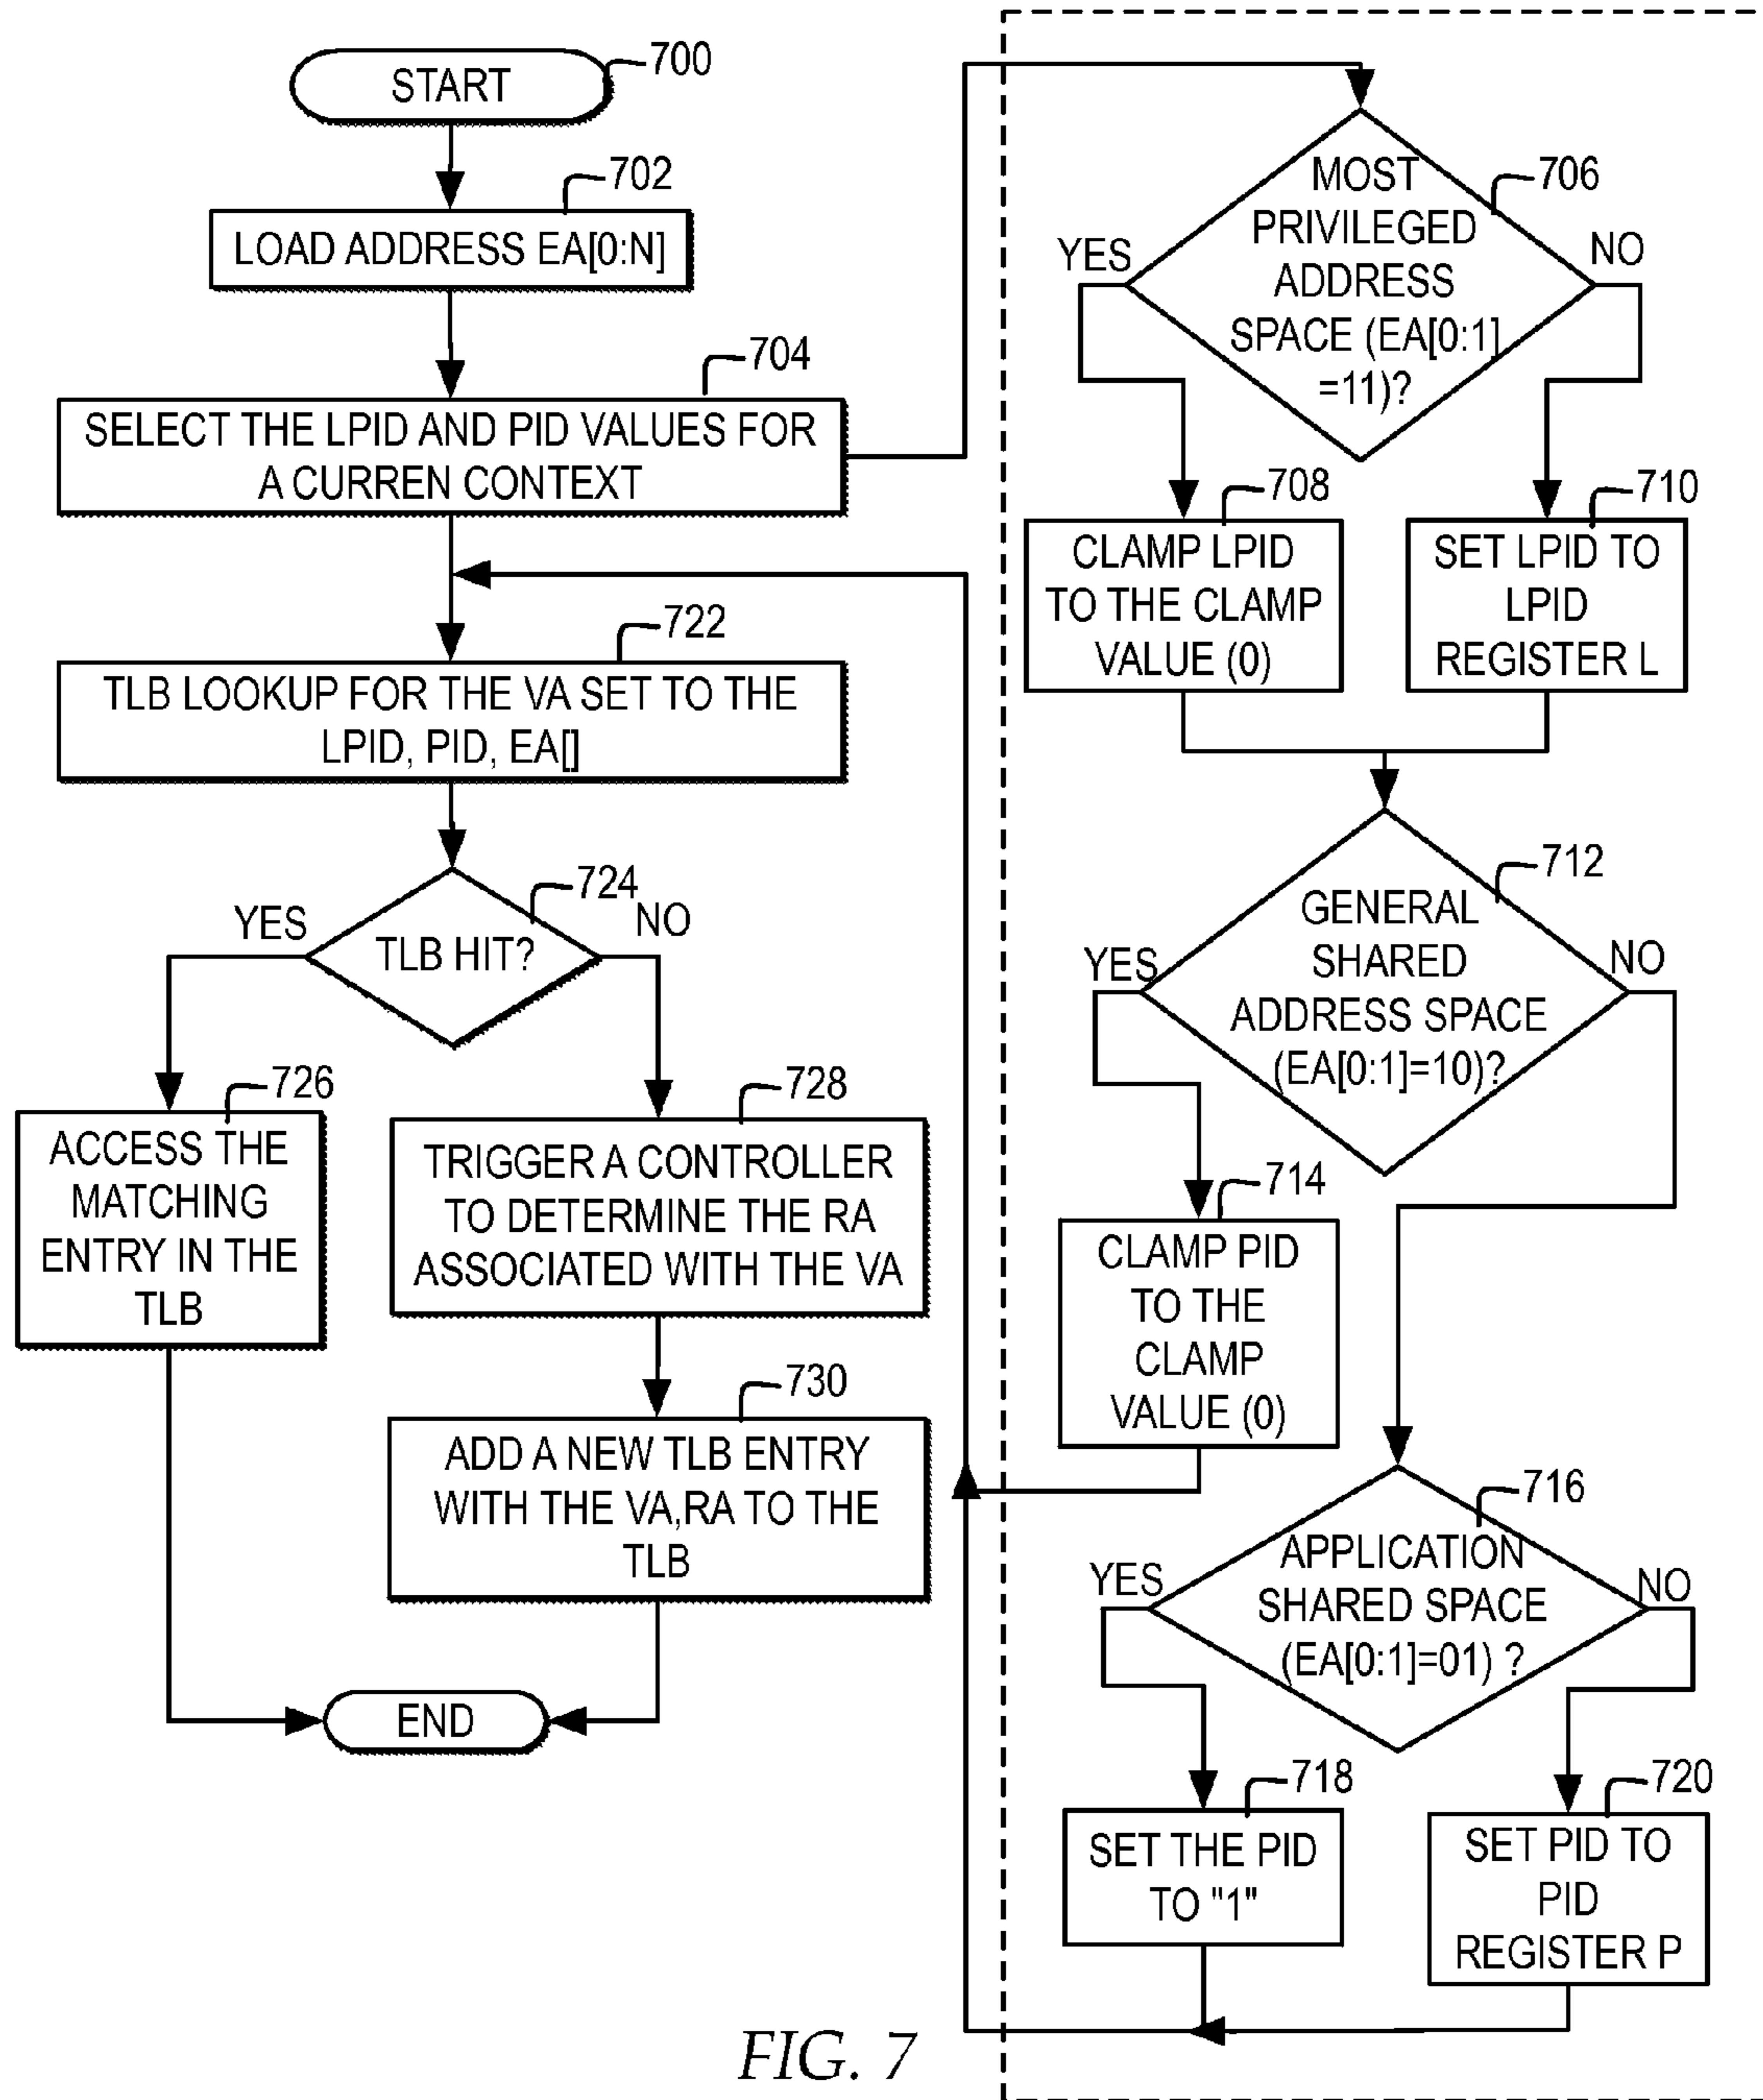 START
700
702
LOAD ADDRESS EA[0:N]
704
SELECT THE LPID AND PID VALUES FOR
A CURREN CONTEXT
722
TLB LOOKUP FOR THE VA SET TO THE
LPID, PID, EA[]
724
YES
NO
TLB HIT?
726
ACCESS THE
MATCHING
ENTRY IN THE
TLB
728
TRIGGER A CONTROLLER
TO DETERMINE THE RA
ASSOCIATED WITH THE VA
730
ADD A NEW TLB ENTRY
WITH THE VA,RA TO THE
TLB
END
706
YES
NO
MOST
PRIVILEGED
ADDRESS
SPACE (EA[0:1]
=11)?
708
CLAMP LPID
TO THE CLAMP
VALUE (0)
710
SET LPID TO
LPID
REGISTER L
712
YES
NO
GENERAL
SHARED
ADDRESS SPACE
(EA[0:1]=10)?
714
CLAMP PID
TO THE
CLAMP
VALUE (0)
716
YES
NO
APPLICATION
SHARED SPACE
(EA[0:1]=01) ?
718
SET THE PID
TO "1"
720
SET PID TO
PID
REGISTER P
FIG. 7